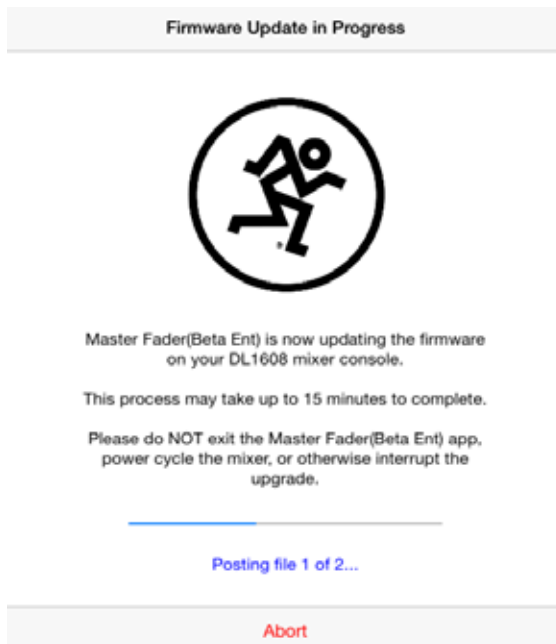 Firmware Update in Progress
Master Fader(Beta Ent) is now updating the firmware
on your DL1608 mixer console.
This process may take up to 15 minutes to complete.
Please do NOT exit the Master Fader(Beta Ent) app,
power cycle the mixer, or otherwise interrupt the
upgrade.
Posting file 1 of 2...
Abort